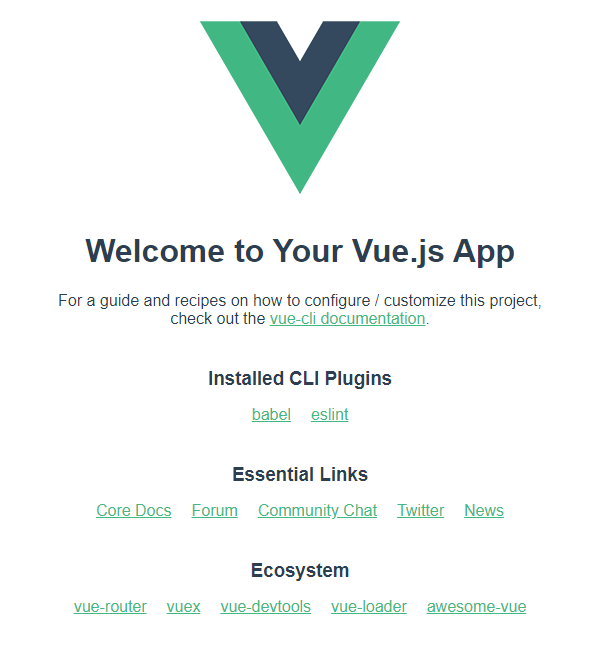 Welcome to Your Vue.js App
For a guide and recipes on how to configure / customize this project,
check out the vue-cli documentation.
Installed CLI Plugins
babel eslint
Essential Links
Core Docs Forum Community Chat Twitter News
Ecosystem
vue-router vuex vue-devtools vue-loader awesome-vue